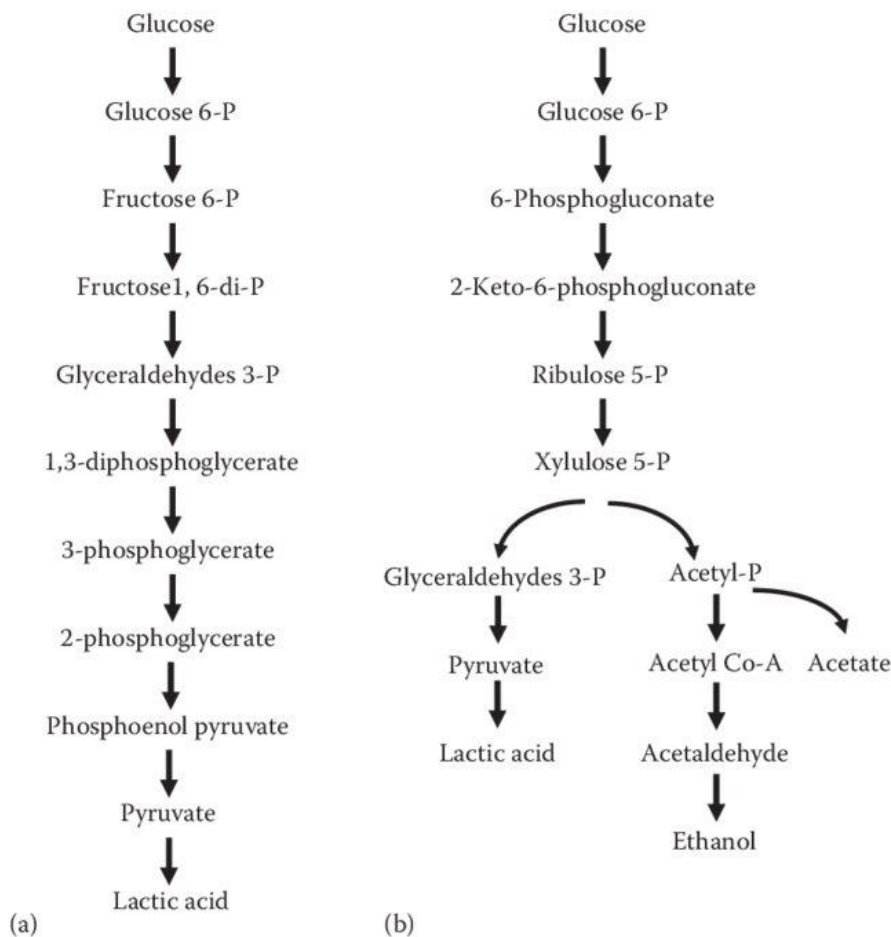 Glucose
Glucose 6-P
Fructose 6-P
Fructose1, 6-di-P
Glyceraldehydes 3-P
1,3-diphosphoglycerate
3-phosphoglycerate
2-phosphoglycerate
Phosphoenol pyruvate
Pyruvate
Lactic acid
(a)
Glucose
Glucose 6-P
6-Phosphogluconate
2-Keto-6-phosphogluconate
Ribulose 5-P
Xylulose 5-P
Glyceraldehydes 3-P
Pyruvate
Lactic acid
Acetyl-P
Acetyl Co-A
Acetate
Acetaldehyde
Ethanol
(b)